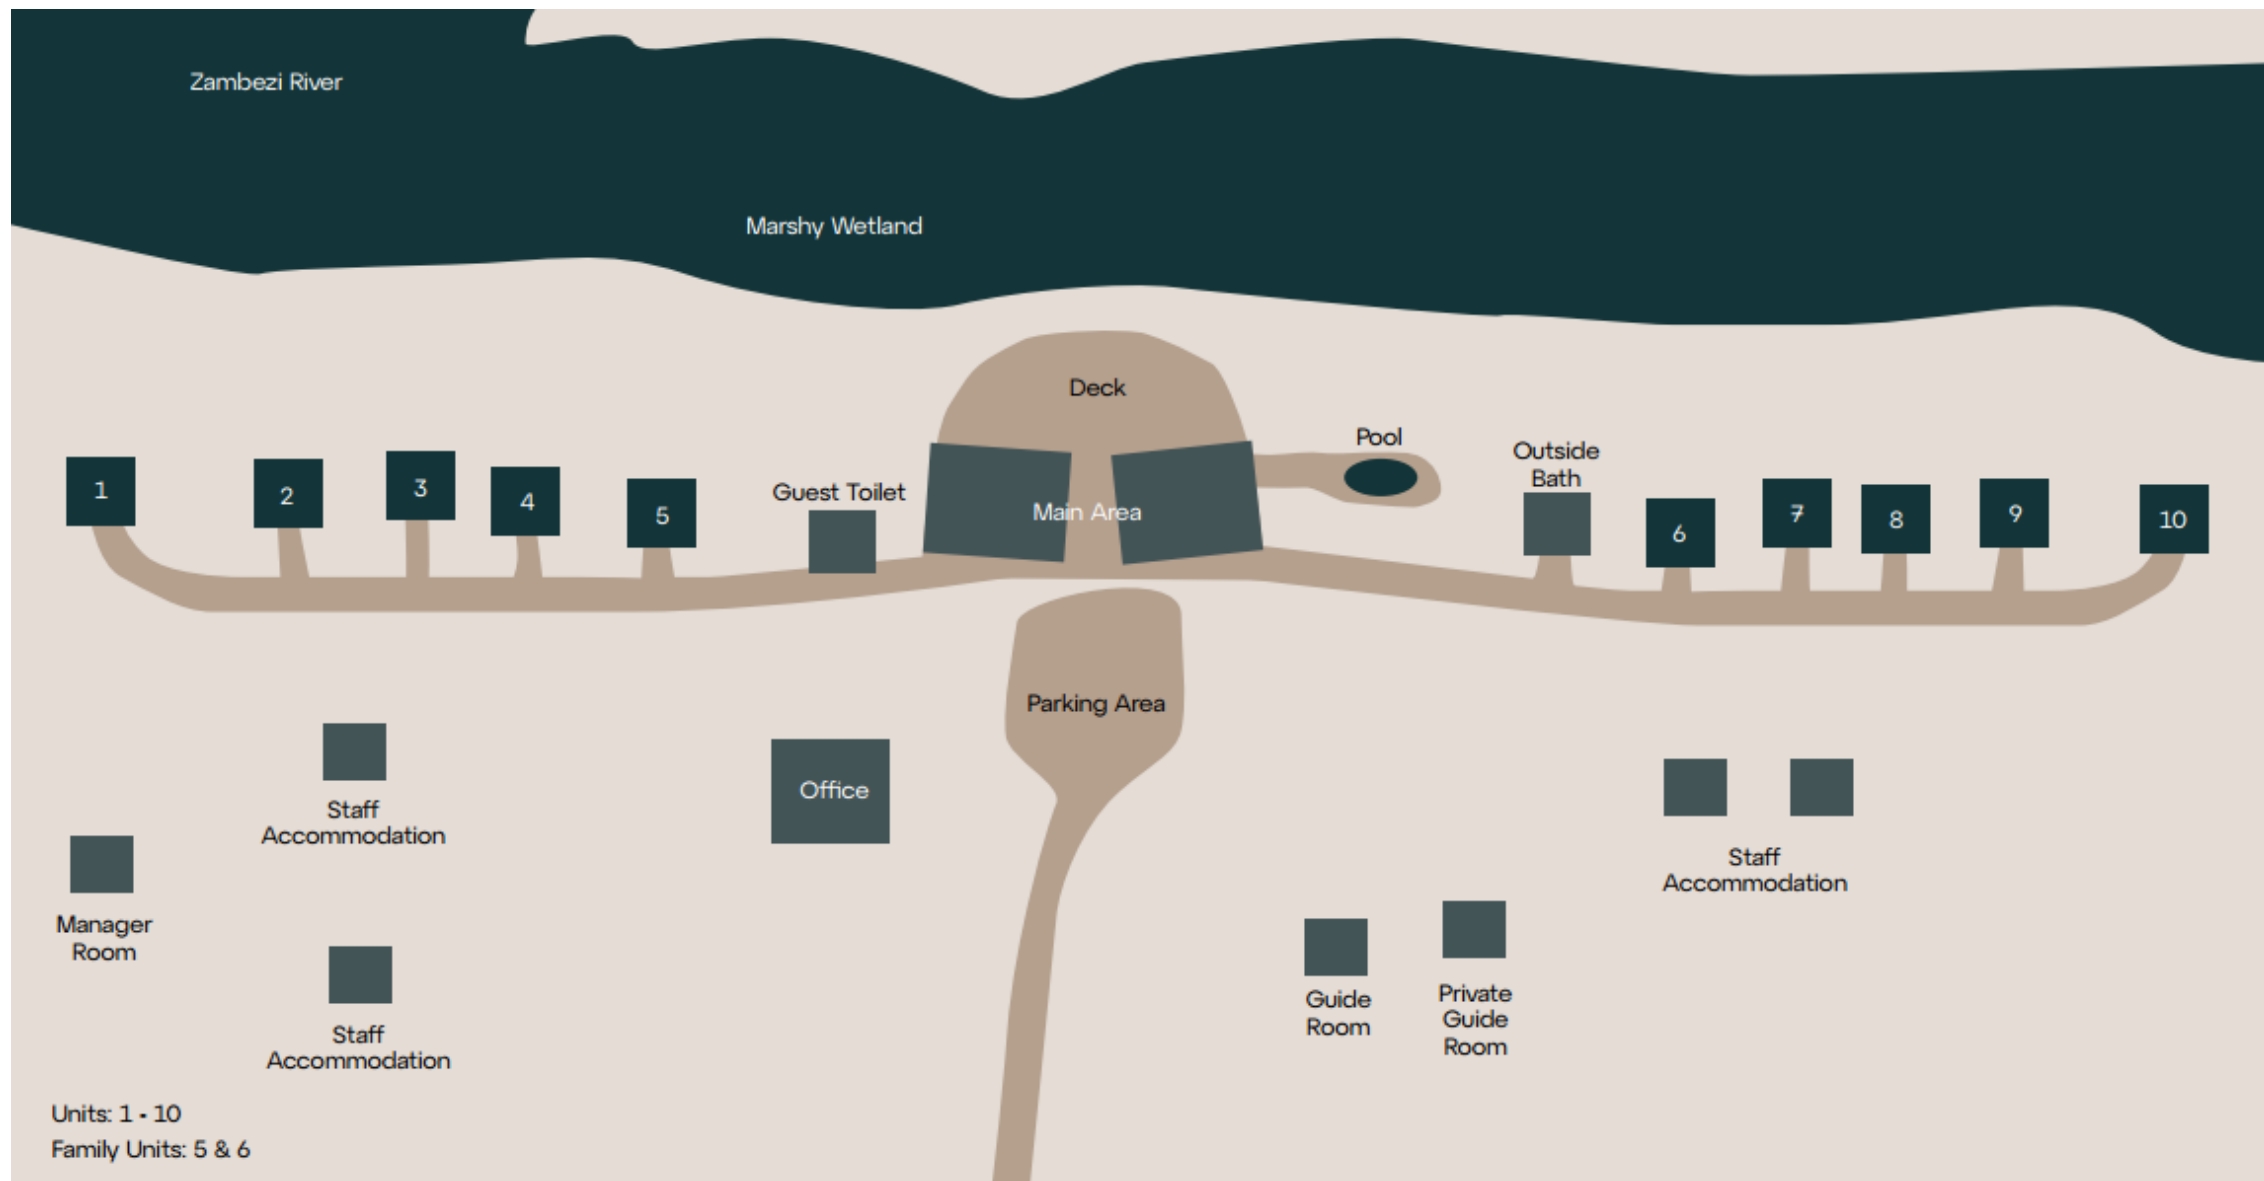 Zambezi River
Marshy Wetland
Deck
Pool
Outside
Bath
Guest Toilet
Main Area
1
2
3
4
5
6
7
8
9
10
Parking Area
Office
Staff
Accommodation
Manager
Room
Staff
Accommodation
Staff
Accommodation
Guide
Room
Private
Guide
Room
Units: 1 - 10
Family Units: 5 & 6